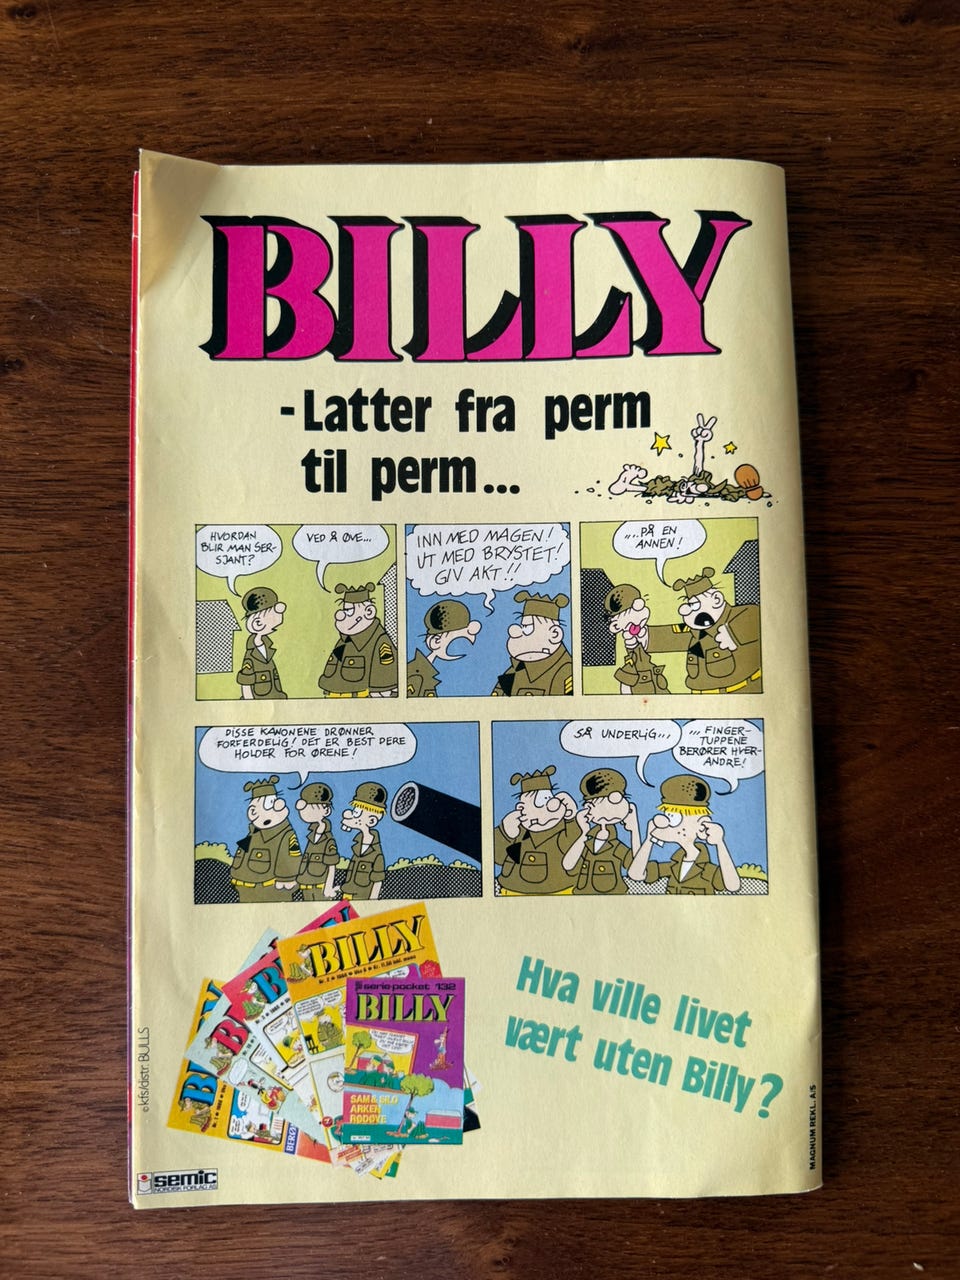 BILLY
-Latter fra perm
til perm...
HVORDAN
BLIR MAN SER-
SJANT?
VED Å ØVE...
INN MED MAGEN!
UT MED BRYSTET!
GIV AKT!!
...PÅ EN
ANNEN!
DISSE KANONENE DRØNNER
FORFERDELIG! DET ER BEST DERE
HOLDER FOR ØRENE!
SÅ UNDERLIG...
... FINGER-
TUPPENE
BERØRER HVER-
ANDRE!
BILLY
serie-pocket 132
BILLY
SAM & SILO
ARKEN
RØDØYE
Hva ville livet
vært uten Billy?
©kfs/distr. BULLS
semic
NORDISK FORLAG A/S
MAGNUM REKL. A/S